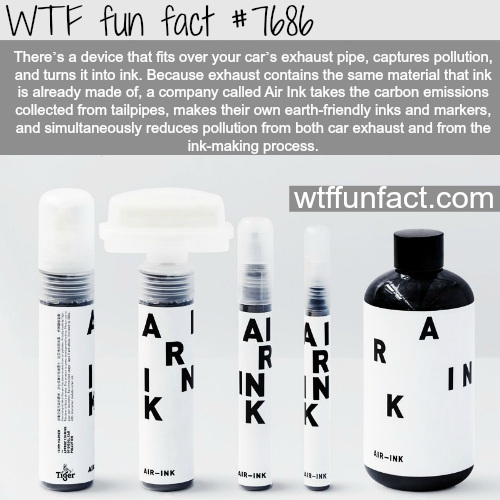 WTF fun fact #7686
There's a device that fits over your car's exhaust pipe, captures pollution,
and turns it into ink. Because exhaust contains the same material that ink
is already made of, a company called Air Ink takes the carbon emissions
collected from tailpipes, makes their own earth-friendly inks and markers,
and simultaneously reduces pollution from both car exhaust and from the
ink-making process.
wtffunfact.com
A
I
K
Tiger
AIR
A I
R
I N
K
AIR-INK
AI
R
IN
K
AIR-INK
AI
R
IN
K
AIR-INK
A
R
I N
K
AIR-INK